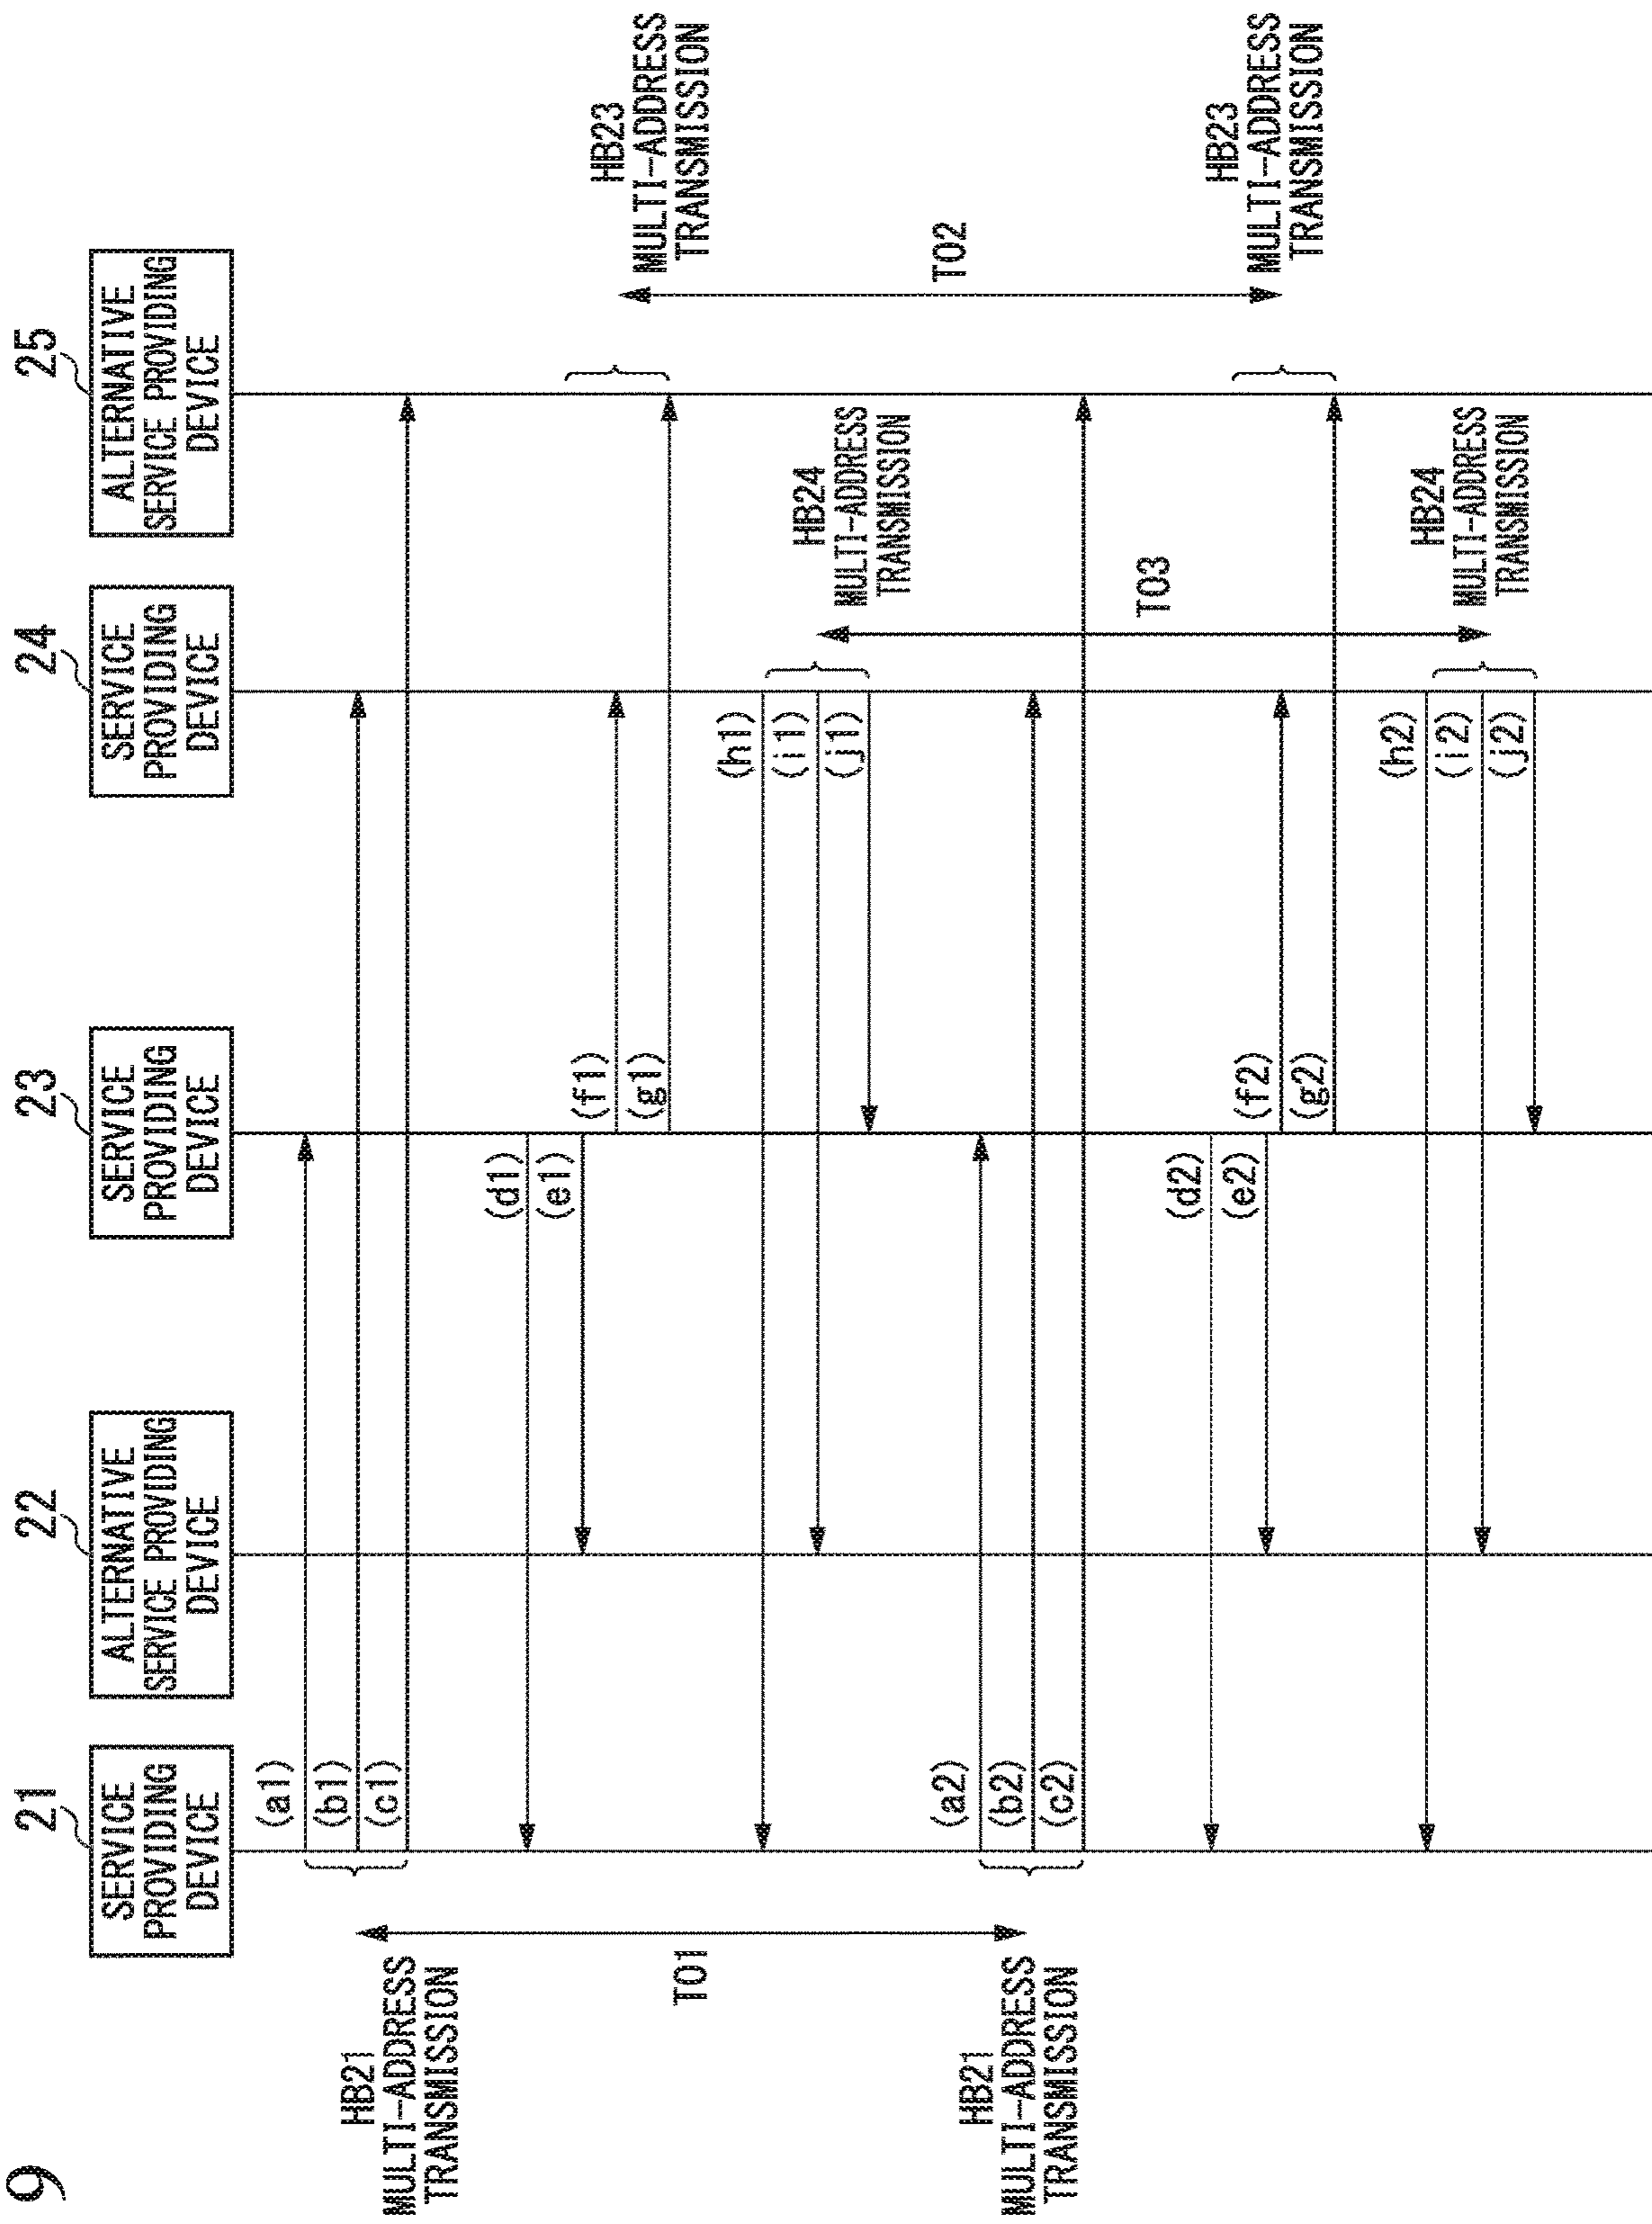 9
21
SERVICE
PROVIDING
DEVICE
22
ALTERNATIVE
SERVICE PROVIDING
DEVICE
23
SERVICE
PROVIDING
DEVICE
24
SERVICE
PROVIDING
DEVICE
25
ALTERNATIVE
SERVICE PROVIDING
DEVICE
HB21
MULTI-ADDRESS
TRANSMISSION
(a1)
(b1)
(c1)
(d1)
(e1)
(f1)
(g1)
HB23
MULTI-ADDRESS
TRANSMISSION
TO1
(h1)
(i1)
(j1)
HB24
MULTI-ADDRESS
TRANSMISSION
TO2
HB21
MULTI-ADDRESS
TRANSMISSION
(a2)
(b2)
(c2)
TO3
(d2)
(e2)
(f2)
(g2)
HB23
MULTI-ADDRESS
TRANSMISSION
(h2)
(i2)
(j2)
HB24
MULTI-ADDRESS
TRANSMISSION